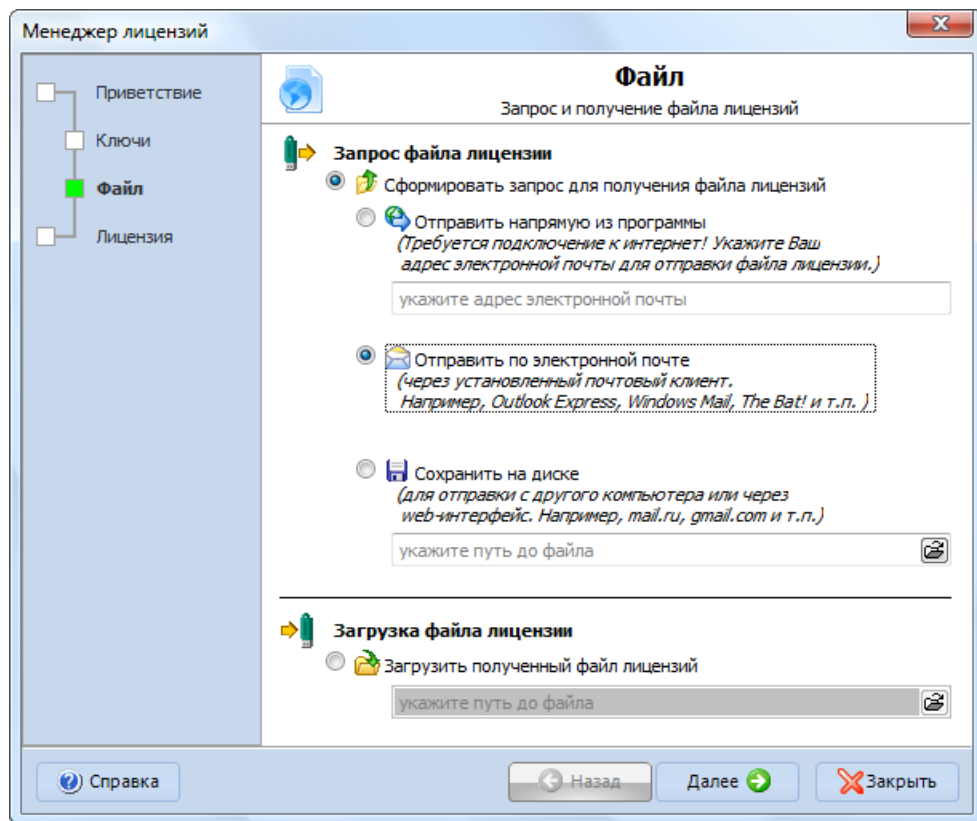 Менеджер лицензий
Приветствие
Ключи
Файл
Лицензия
Файл
Запрос и получение файла лицензий
Запрос файла лицензии
Сформировать запрос для получения файла лицензий
Отправить напрямую из программы
(Требуется подключение к интернет! Укажите Ваш
адрес электронной почты для отправки файла лицензии.)
укажите адрес электронной почты
Отправить по электронной почте
(через установленный почтовый клиент.
Например, Outlook Express, Windows Mail, The Bat! и т.п. )
Сохранить на диске
(для отправки с другого компьютера или через
web-интерфейс. Например, mail.ru, gmail.com и т.п.)
укажите путь до файла
Загрузка файла лицензии
Загрузить полученный файл лицензий
укажите путь до файла
Справка
Назад
Далее
Закрыть